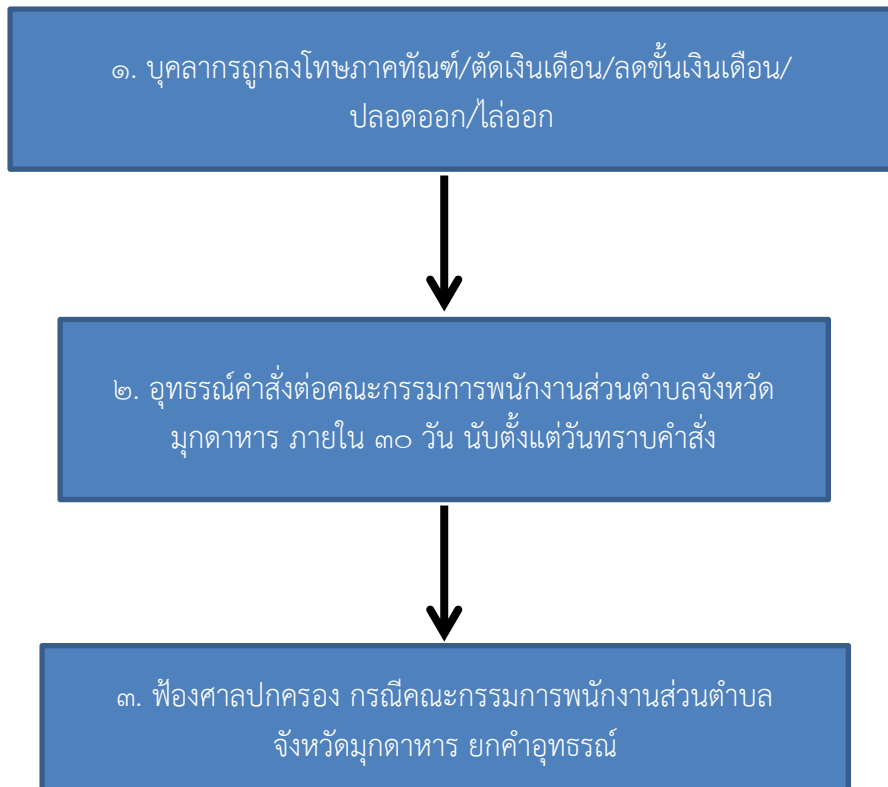 ๑. บุคลากรถูกลงโทษภาคทัณฑ์/ตัดเงินเดือน/ลดขั้นเงินเดือน/
ปลอดออก/ไล่ออก
๒. อุทธรณ์คำสั่งต่อคณะกรรมการพนักงานส่วนตำบลจังหวัด
มุกดาหาร ภายใน ๓๐ วัน นับตั้งแต่วันทราบคำสั่ง
๓. ฟ้องศาลปกครอง กรณีคณะกรรมการพนักงานส่วนตำบล
จังหวัดมุกดาหาร ยกคำอุทธรณ์